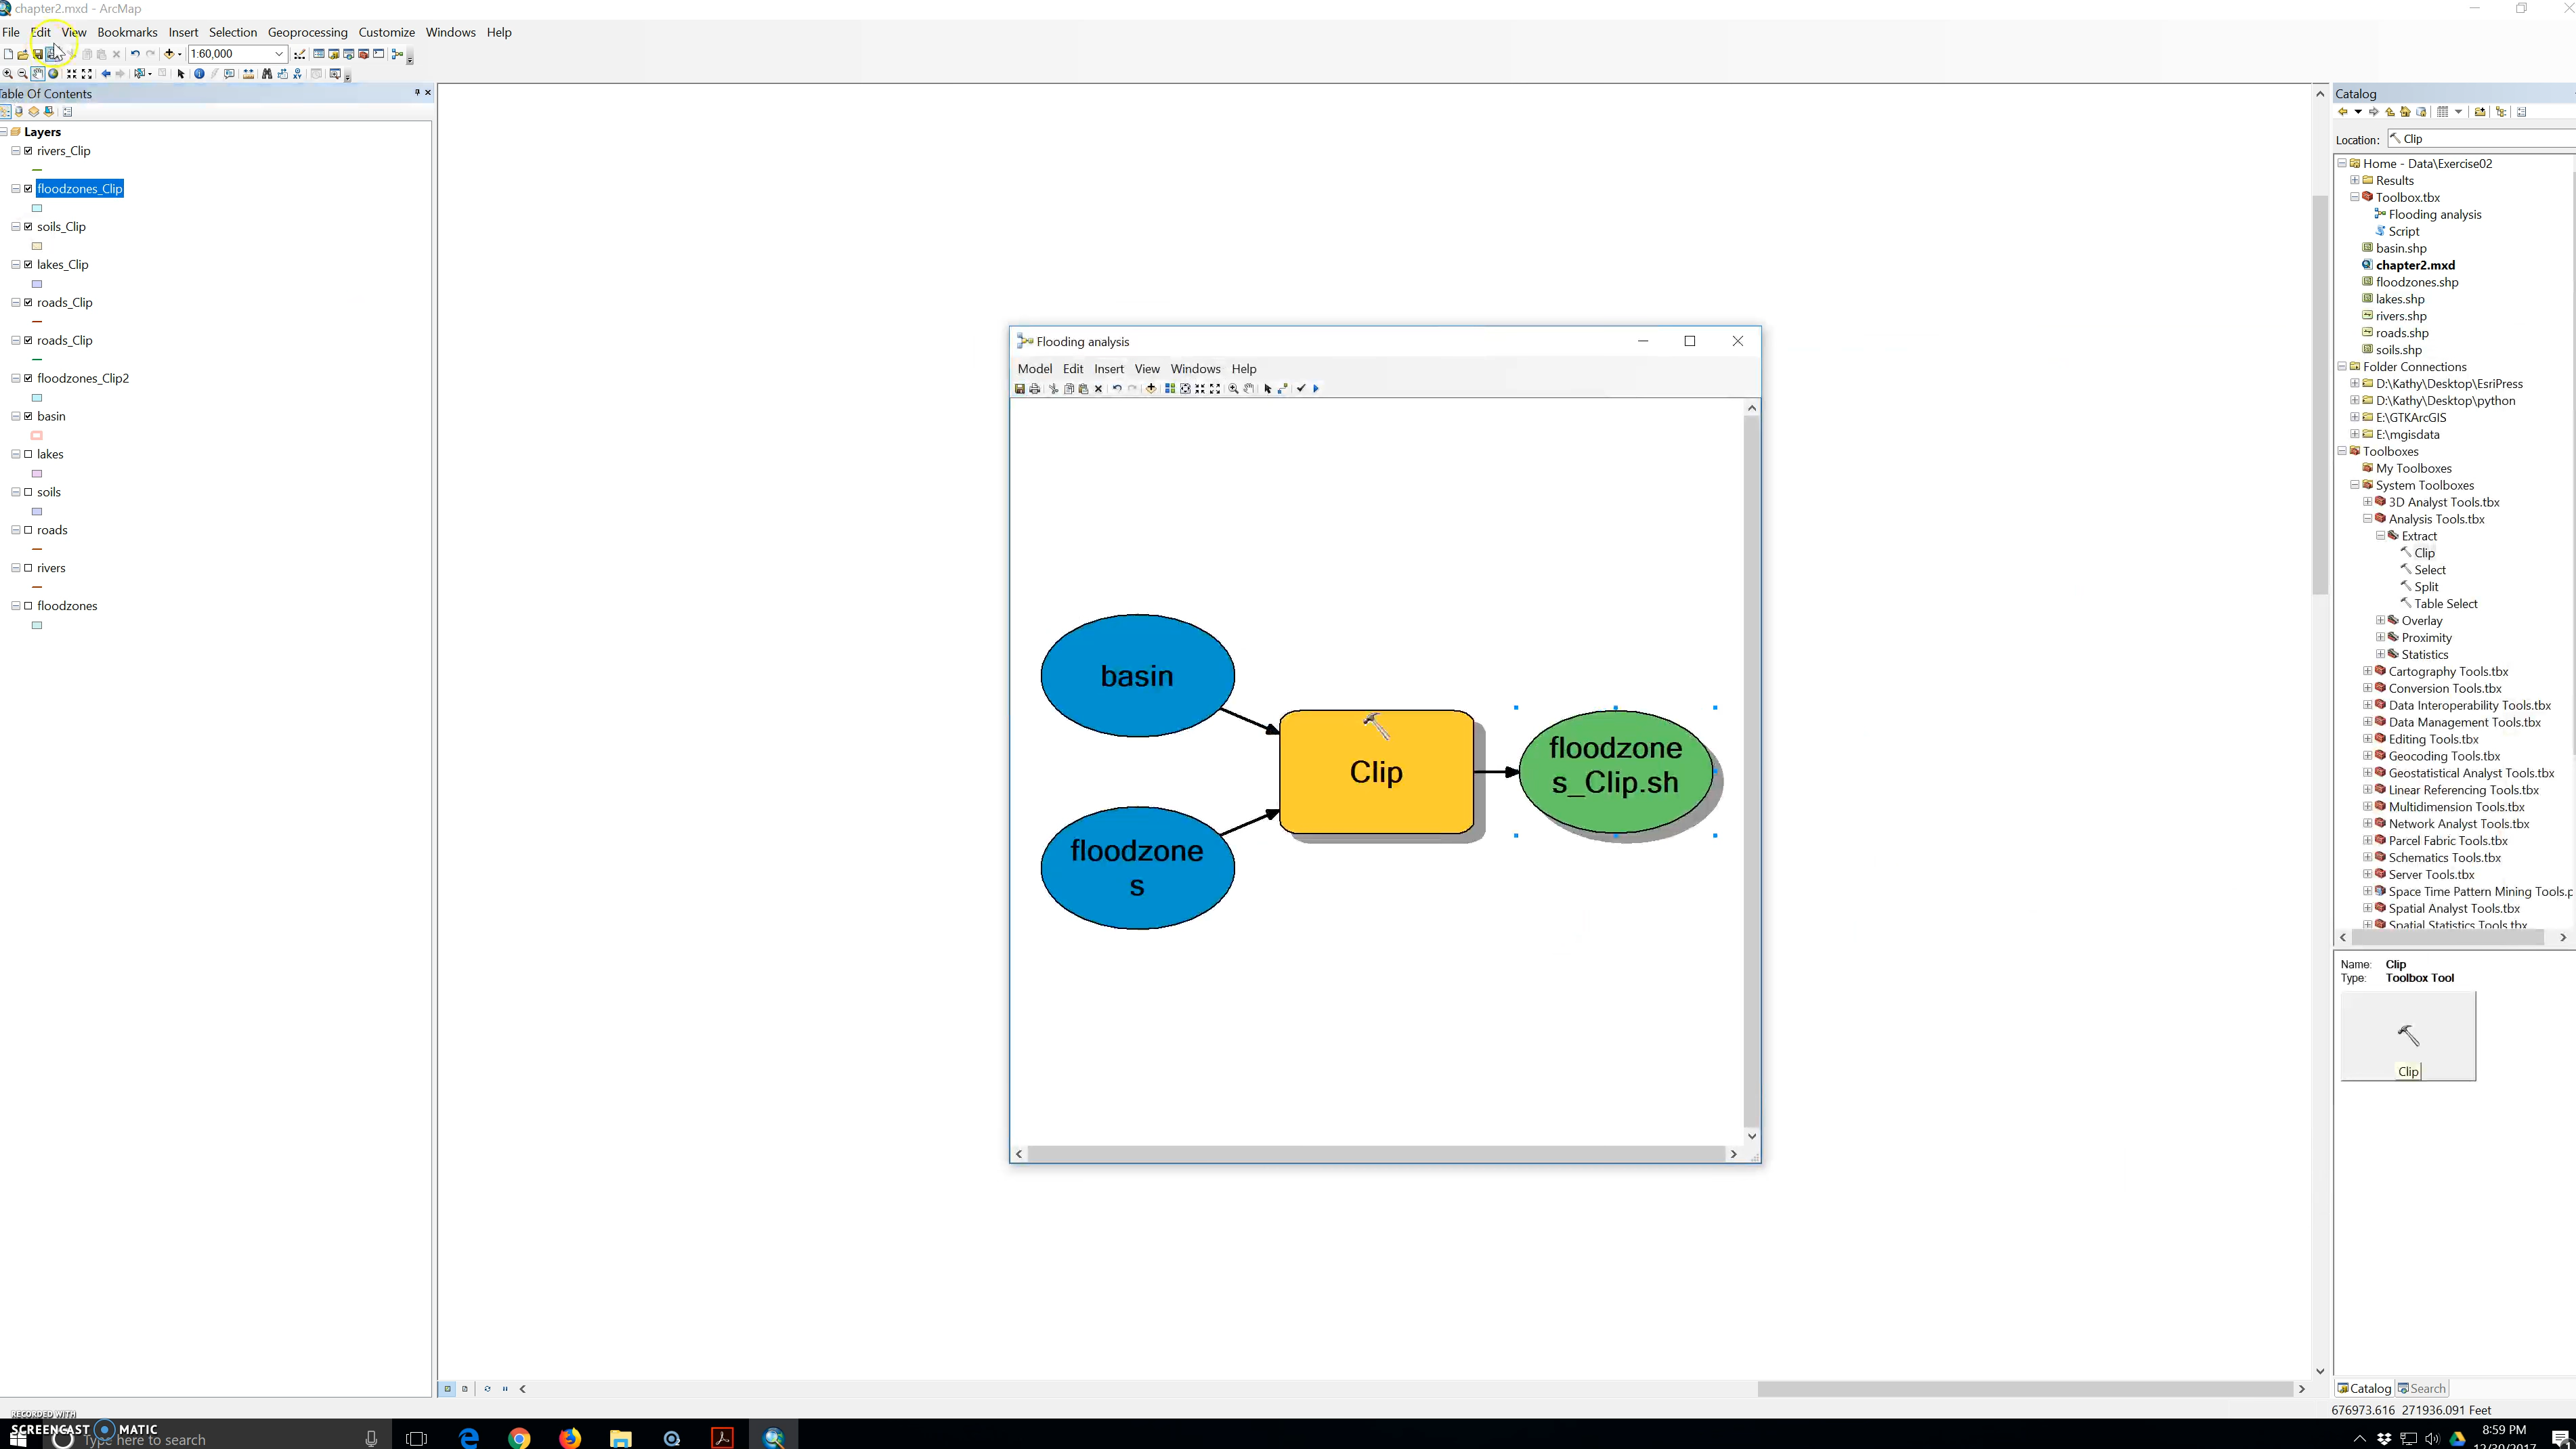 chapter2.mxd - ArcMap
File Edit View Bookmarks Insert Selection Geoprocessing Customize Windows Help
1:60,000
Table Of Contents
Layers
rivers_Clip
floodzones_Clip
soils_Clip
lakes_Clip
roads_Clip
roads_Clip
floodzones_Clip2
basin
lakes
soils
roads
rivers
floodzones
Flooding analysis
Model Edit Insert View Windows Help
basin
floodzone
s
Clip
floodzone
s_Clip.sh
Catalog
Location: Clip
Home - Data\Exercise02
Results
Toolbox.tbx
Flooding analysis
Script
basin.shp
chapter2.mxd
floodzones.shp
lakes.shp
rivers.shp
roads.shp
soils.shp
Folder Connections
D:\Kathy\Desktop\EsriPress
D:\Kathy\Desktop\python
E:\GTKArcGIS
E:\mgisdata
Toolboxes
My Toolboxes
System Toolboxes
3D Analyst Tools.tbx
Analysis Tools.tbx
Extract
Clip
Select
Split
Table Select
Overlay
Proximity
Statistics
Cartography Tools.tbx
Conversion Tools.tbx
Data Interoperability Tools.tbx
Data Management Tools.tbx
Editing Tools.tbx
Geocoding Tools.tbx
Geostatistical Analyst Tools.tbx
Linear Referencing Tools.tbx
Multidimension Tools.tbx
Network Analyst Tools.tbx
Parcel Fabric Tools.tbx
Schematics Tools.tbx
Server Tools.tbx
Space Time Pattern Mining Tools.p
Spatial Analyst Tools.tbx
Spatial Statistics Tools.tbx
Name: Clip
Type: Toolbox Tool
Clip
Catalog Search
676973.616 271936.091 Feet
RECORDED WITH
SCREENCAST MATIC
Type here to search
8:59 PM
12/30/2017